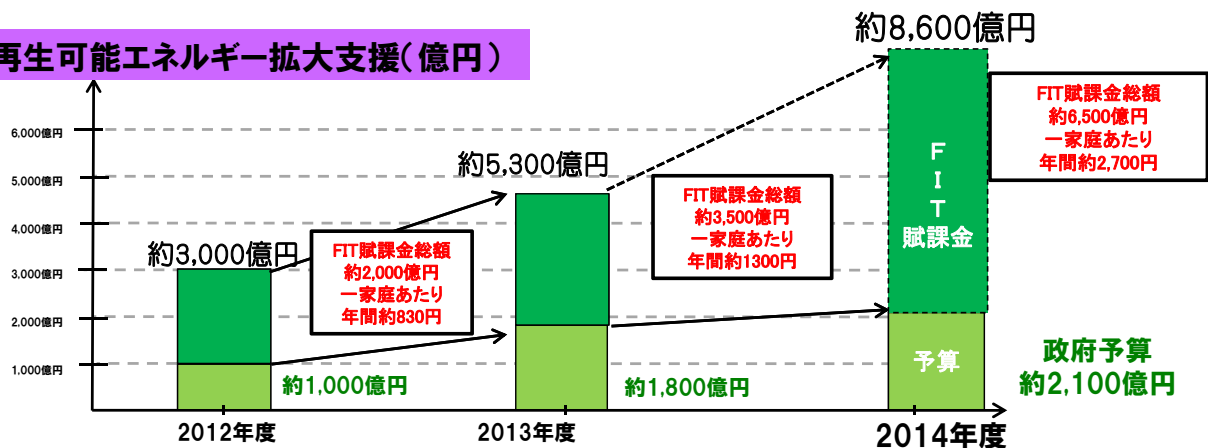 再生可能エネルギー拡大支援(億円)
約8,600億円
FIT賦課金総額
約6,500億円
一家庭あたり
年間約2,700円
6,000億円
5,000億円
4,000億円
3,000億円
2,000億円
1,000億円
約5,300億円
約3,000億円
FIT賦課金総額
約2,000億円
一家庭あたり
年間約830円
FIT賦課金総額
約3,500億円
一家庭あたり
年間約1300円
FIT
賦課金
予算
約1,000億円
約1,800億円
政府予算
約2,100億円
2012年度
2013年度
2014年度